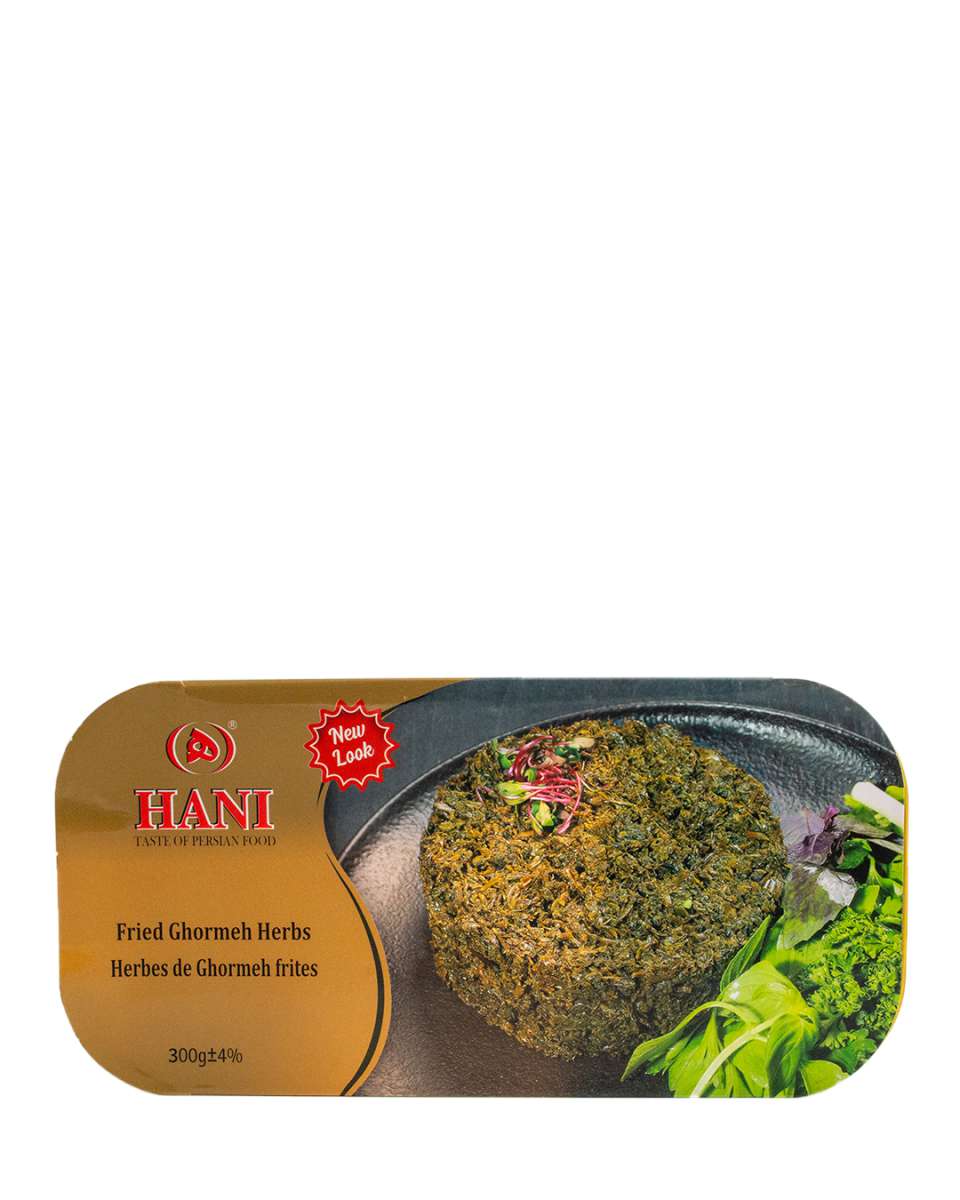 ®
HANI
TASTE OF PERSIAN FOOD
New
Look
Fried Ghormeh Herbs
Herbes de Ghormeh frites
300g±4%